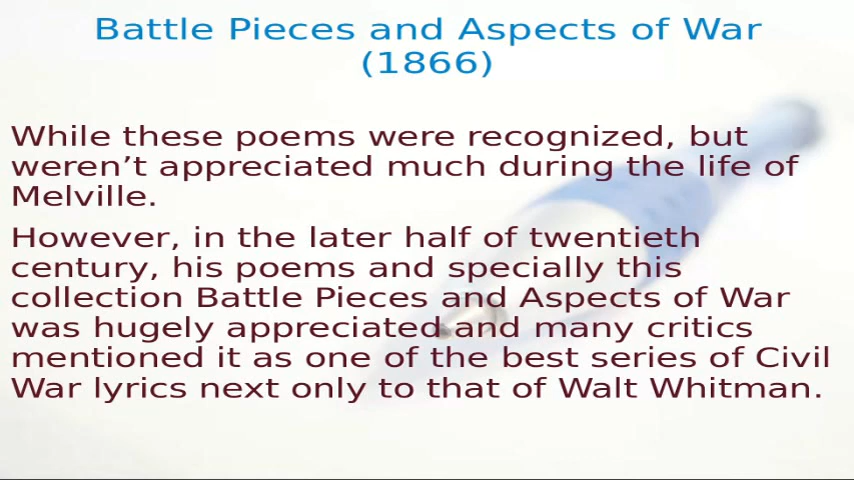 Battle Pieces and Aspects of War
(1866)
While these poems were recognized, but
weren’t appreciated much during the life of
Melville.
However, in the later half of twentieth
century, his poems and specially this
collection Battle Pieces and Aspects of War
was hugely appreciated and many critics
mentioned it as one of the best series of Civil
War lyrics next only to that of Walt Whitman.